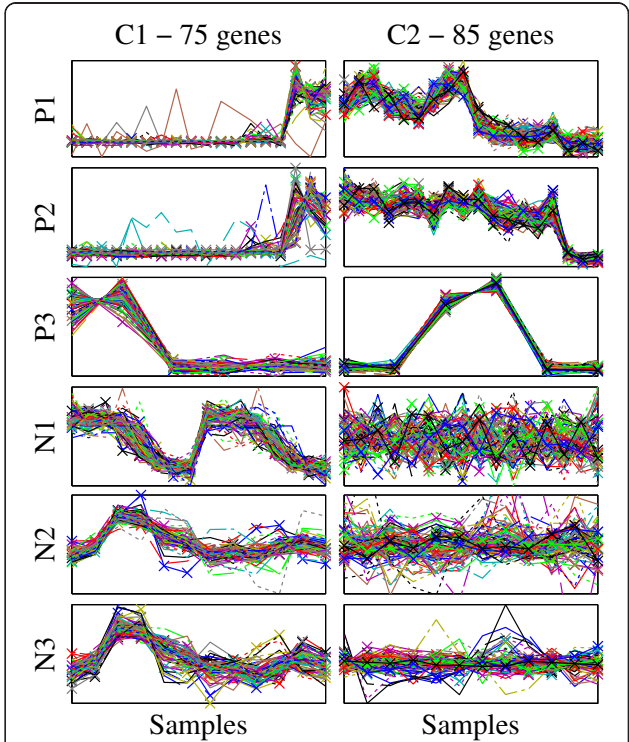 C1 – 75 genes
C2 – 85 genes
P1
P2
P3
N1
N2
N3
Samples
Samples